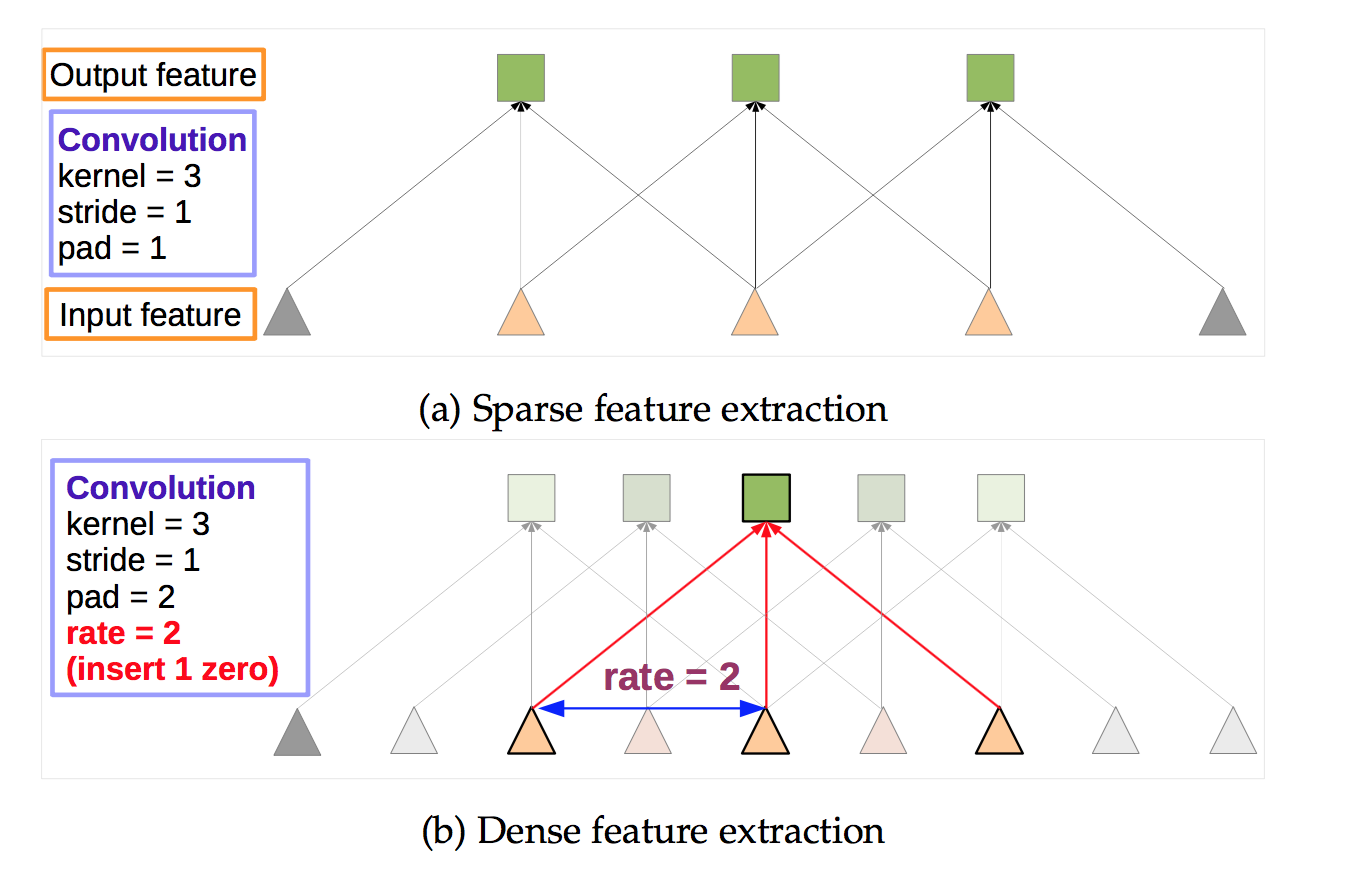 Output feature
Convolution
kernel = 3
stride = 1
pad = 1
Input feature
(a) Sparse feature extraction
Convolution
kernel = 3
stride = 1
pad = 2
rate = 2
(insert 1 zero)
rate = 2
(b) Dense feature extraction